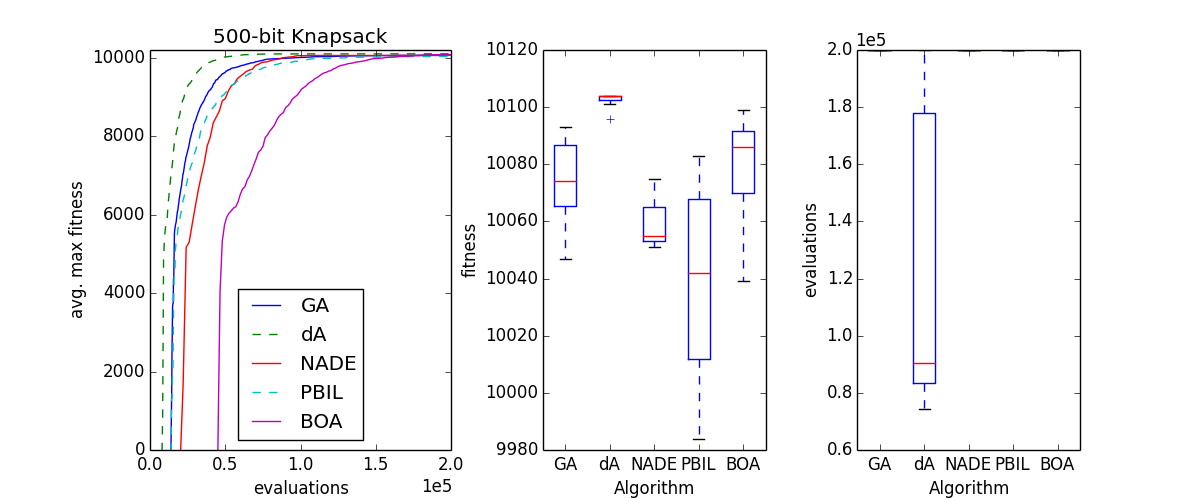 500-bit Knapsack
avg. max fitness
10000
8000
6000
4000
2000
0
0.0 0.5 1.0 1.5 2.0
evaluations
1e5
GA
dA
NADE
PBIL
BOA
fitness
10120
10100
10080
10060
10040
10020
10000
9980
GA dA NADE PBIL BOA
Algorithm
evaluations
1e5
2.0
1.8
1.6
1.4
1.2
1.0
0.8
0.6
GA dA NADE PBIL BOA
Algorithm